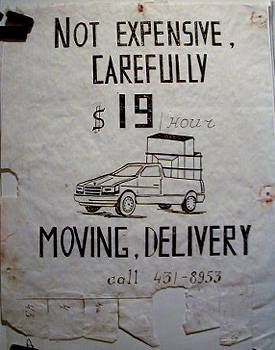 NOT EXPENSIVE,
CAREFULLY
$19/HOUR
MOVING, DELIVERY
call 431-8953